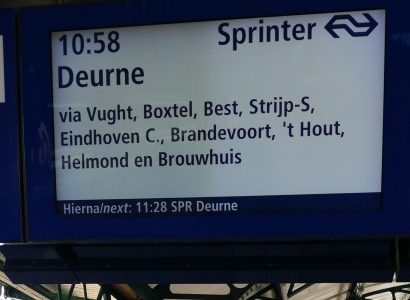 10:58 Sprinter
Deurne
via Vught, Boxtel, Best, Strijp-S,
Eindhoven C., Brandevoort, 't Hout,
Helmond en Brouwhuis
Hierna/next: 11:28 SPR Deurne